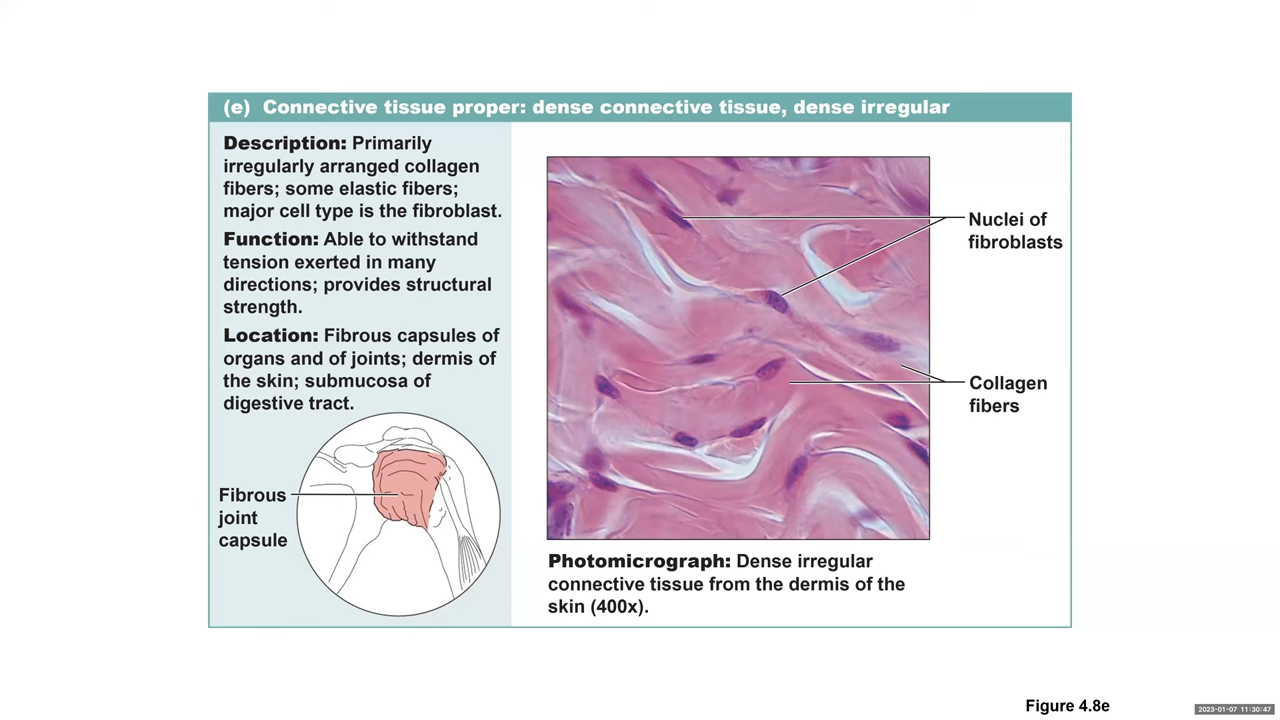 (e) Connective tissue proper: dense connective tissue, dense irregular
Description: Primarily
irregularly arranged collagen
fibers; some elastic fibers;
major cell type is the fibroblast.
Function: Able to withstand
tension exerted in many
directions; provides structural
strength.
Location: Fibrous capsules of
organs and of joints; dermis of
the skin; submucosa of
digestive tract.
Fibrous
joint
capsule
Nuclei of
fibroblasts
Collagen
fibers
Photomicrograph: Dense irregular
connective tissue from the dermis of the
skin (400x).
Figure 4.8e
2023-01-07 11:30:47